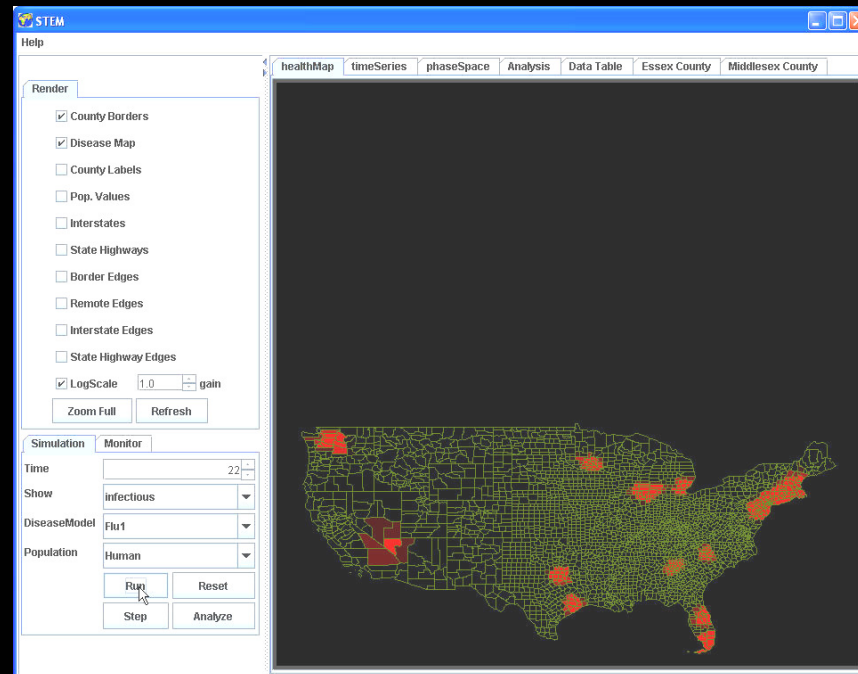 STEM
Help
healthMap timeSeries phaseSpace Analysis Data Table Essex County Middlesex County
Render
County Borders
Disease Map
County Labels
Pop. Values
Interstates
State Highways
Border Edges
Remote Edges
Interstate Edges
State Highway Edges
LogScale 1.0 gain
Zoom Full Refresh
Simulation Monitor
Time 22
Show infectious
DiseaseModel Flu1
Population Human
Run Reset
Step Analyze